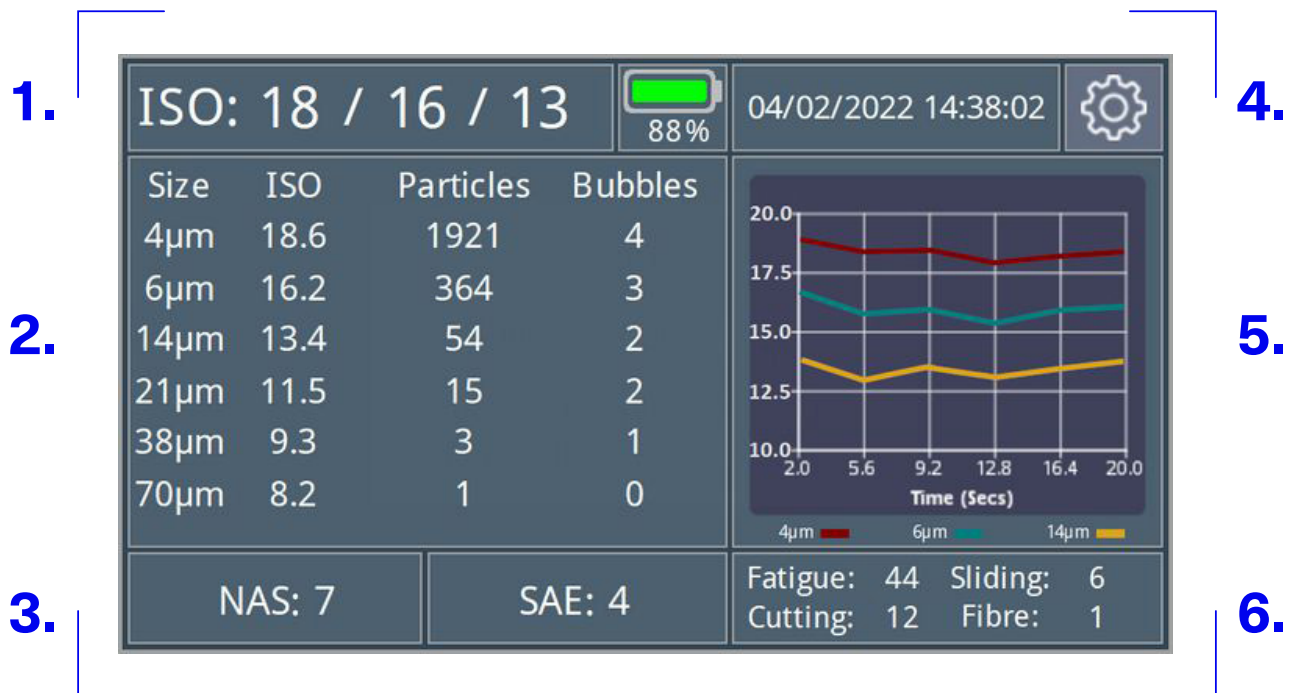 1.
ISO: 18 / 16 / 13
88%
04/02/2022 14:38:02
4.
2.
Size ISO Particles Bubbles
4µm 18.6 1921 4
6µm 16.2 364 3
14µm 13.4 54 2
21µm 11.5 15 2
38µm 9.3 3 1
70µm 8.2 1 0
20.0
17.5
15.0
12.5
10.0
2.0 5.6 9.2 12.8 16.4 20.0
Time (Secs)
4µm 6µm 14µm
5.
3.
NAS: 7
SAE: 4
Fatigue: 44 Sliding: 6
Cutting: 12 Fibre: 1
6.